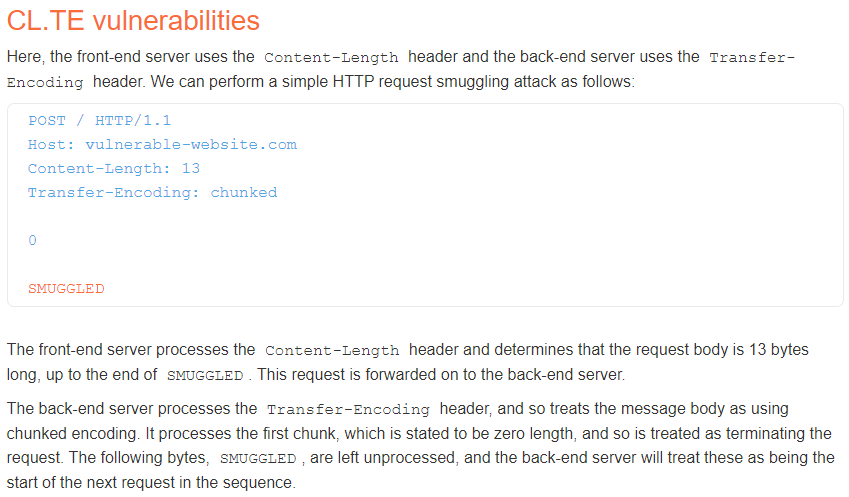 CL.TE vulnerabilities
Here, the front-end server uses the Content-Length header and the back-end server uses the Transfer-
Encoding header. We can perform a simple HTTP request smuggling attack as follows:
POST / HTTP/1.1
Host: vulnerable-website.com
Content-Length: 13
Transfer-Encoding: chunked
0
SMUGGLED
The front-end server processes the Content-Length header and determines that the request body is 13 bytes
long, up to the end of SMUGGLED . This request is forwarded on to the back-end server.
The back-end server processes the Transfer-Encoding header, and so treats the message body as using
chunked encoding. It processes the first chunk, which is stated to be zero length, and so is treated as terminating the
request. The following bytes, SMUGGLED , are left unprocessed, and the back-end server will treat these as being the
start of the next request in the sequence.